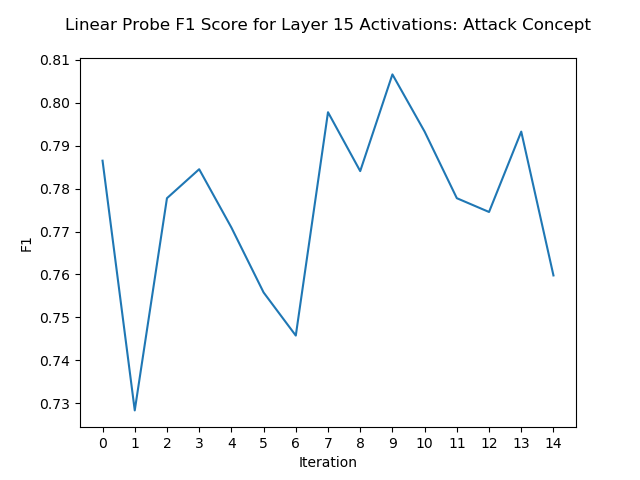 Linear Probe F1 Score for Layer 15 Activations: Attack Concept
0.81
0.80
0.79
0.78
0.77
0.76
0.75
0.74
0.73
F1
0 1 2 3 4 5 6 7 8 9 10 11 12 13 14
Iteration